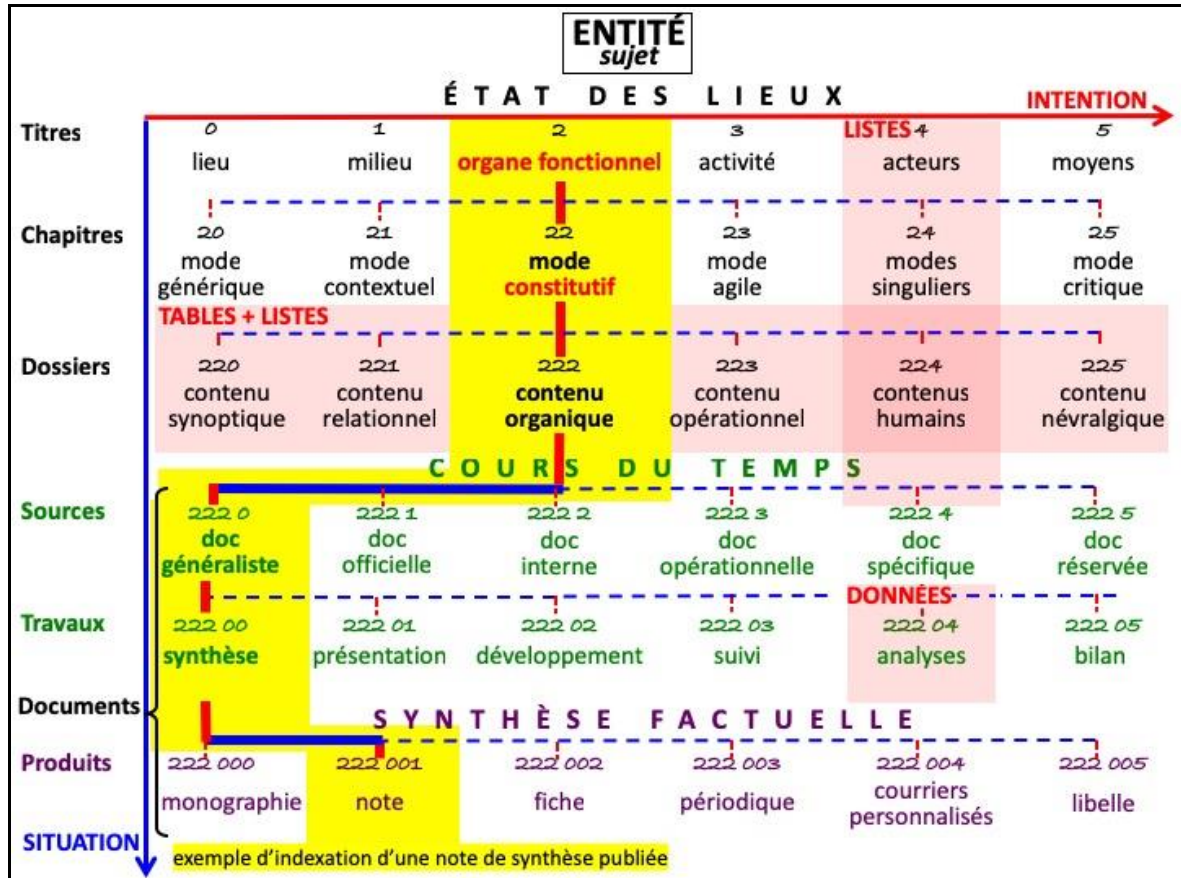 ENTITÉ
sujet
ÉTAT DES LIEUX
INTENTION
Titres 0 1 2 3 LISTES 4 5
lieu milieu organe fonctionnel activité acteurs moyens
Chapitres 20 21 22 23 24 25
mode mode mode mode modes mode
générique contextuel constitutif agile singuliers critique
TABLES + LISTES
Dossiers 220 221 222 223 224 225
contenu contenu contenu contenu contenus contenu
synoptique relationnel organique opérationnel humains névralgique
COURS DU TEMPS
Sources 222 0 222 1 222 2 222 3 222 4 222 5
doc doc doc doc doc doc
généraliste officielle interne opérationnelle spécifique réservée
DONNÉES
Travaux 222 00 222 01 222 02 222 03 222 04 222 05
synthèse présentation développement suivi analyses bilan
Documents
SYNTHÈSE FACTUELLE
Produits 222 000 222 001 222 002 222 003 222 004 222 005
monographie note fiche périodique courriers personnalisés libelle
SITUATION
exemple d'indexation d'une note de synthèse publiée